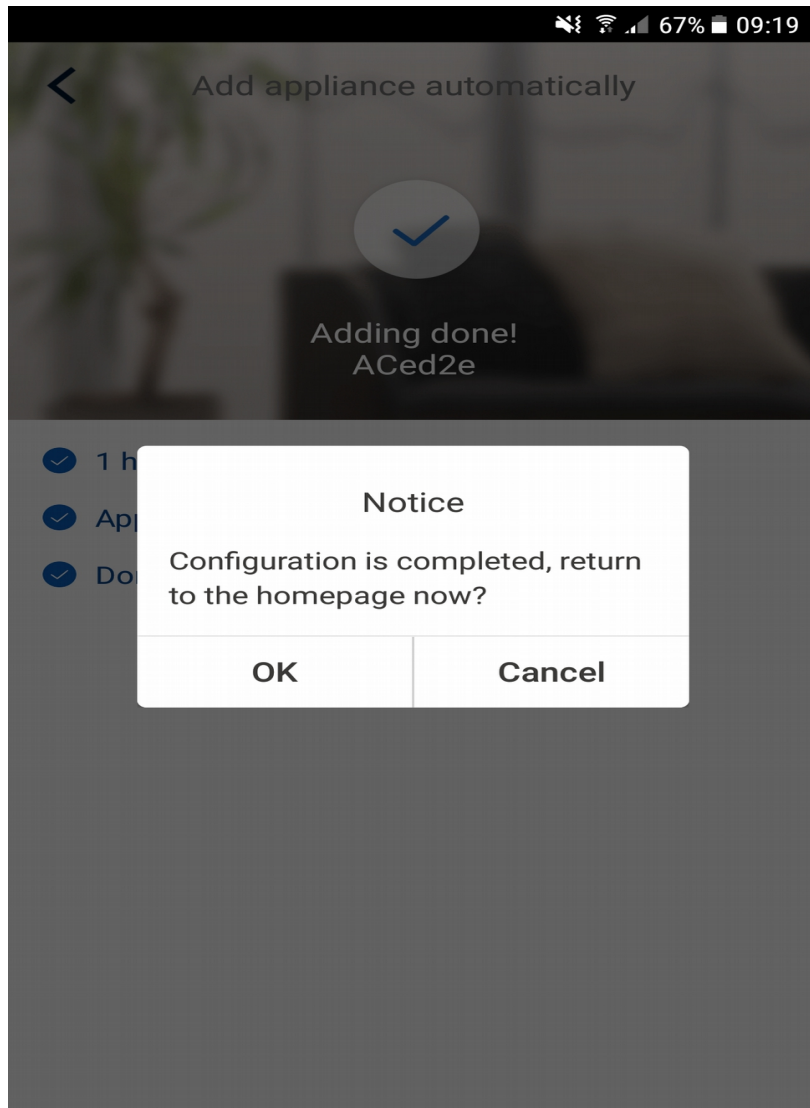 67% 09:19
Add appliance automatically
Adding done!
ACed2e
1 h
App
Do
Notice
Configuration is completed, return
to the homepage now?
OK Cancel